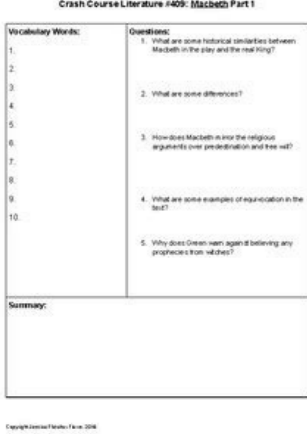 Crash Course Literature #409: Macbeth Part 1
Vocabulary Words:
1.
2.
3.
4.
5.
6.
7.
8.
9.
10.
Questions:
1. What are some historical similarities between
Macbeth in the play and the real King?
2. What are some differences?
3. How does Macbeth mirror the religious
arguments over predestination and free will?
4. What are some examples of equivocation in the
text?
5. Why does Green warn against believing any
prophecies from witches?
Summary:
Copyright 2016